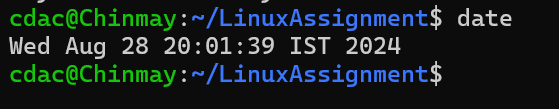 cdac@Chinmay:~/LinuxAssignment$ date
Wed Aug 28 20:01:39 IST 2024
cdac@Chinmay:~/LinuxAssignment$